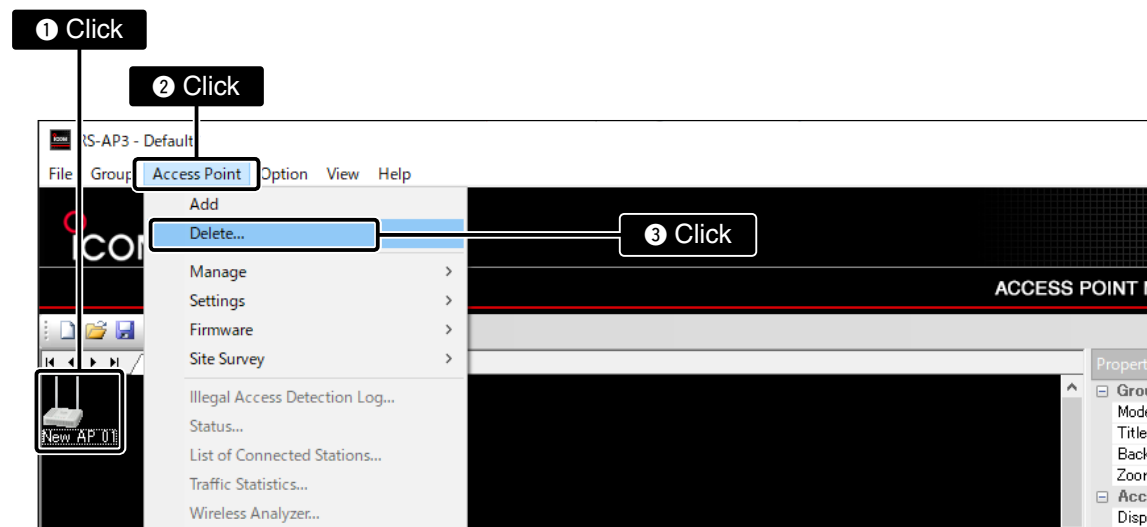 ❶ Click
❷ Click
RS-AP3 - Default
File Group Access Point Option View Help
Add
Delete...
❸ Click
ICOM
Manage
Settings
ACCESS POINT
Firmware
Site Survey
New AP 01
Illegal Access Detection Log...
Status...
List of Connected Stations...
Traffic Statistics...
Wireless Analyzer...
Propert
Grou
Mode
Title
Back
Zoor
Acc
Disp